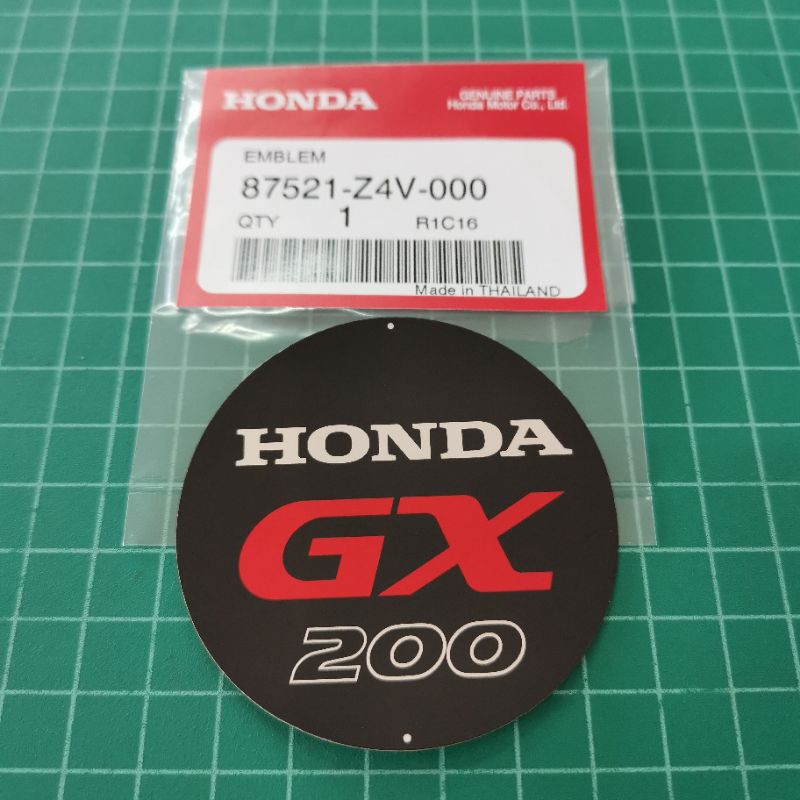 HONDA
GENUINE PARTS
Honda Motor Co., Ltd.
EMBLEM
87521-Z4V-000
QTY 1 R1C16
Made in THAILAND
HONDA
GX
200